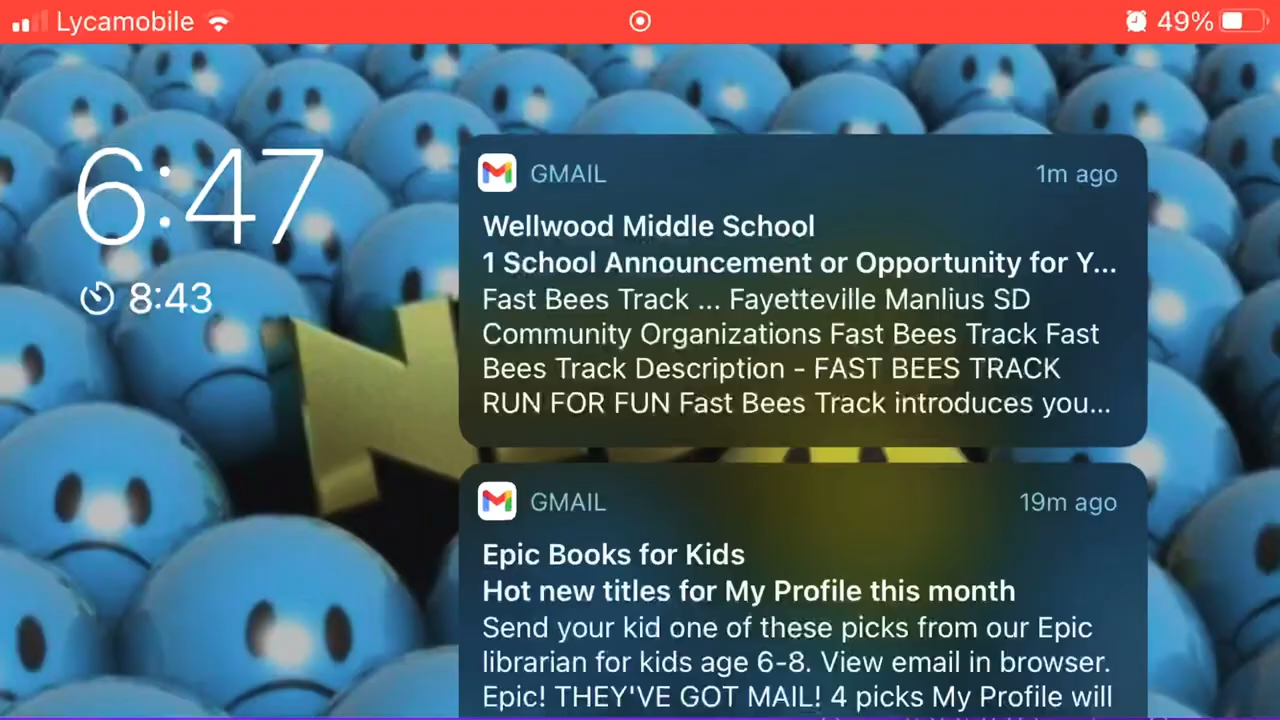 Lycamobile
49%
6:47
8:43
GMAIL
1m ago
Wellwood Middle School
1 School Announcement or Opportunity for Y...
Fast Bees Track ... Fayetteville Manlius SD
Community Organizations Fast Bees Track Fast
Bees Track Description - FAST BEES TRACK
RUN FOR FUN Fast Bees Track introduces you...
GMAIL
19m ago
Epic Books for Kids
Hot new titles for My Profile this month
Send your kid one of these picks from our Epic
librarian for kids age 6-8. View email in browser.
Epic! THEY'VE GOT MAIL! 4 picks My Profile will